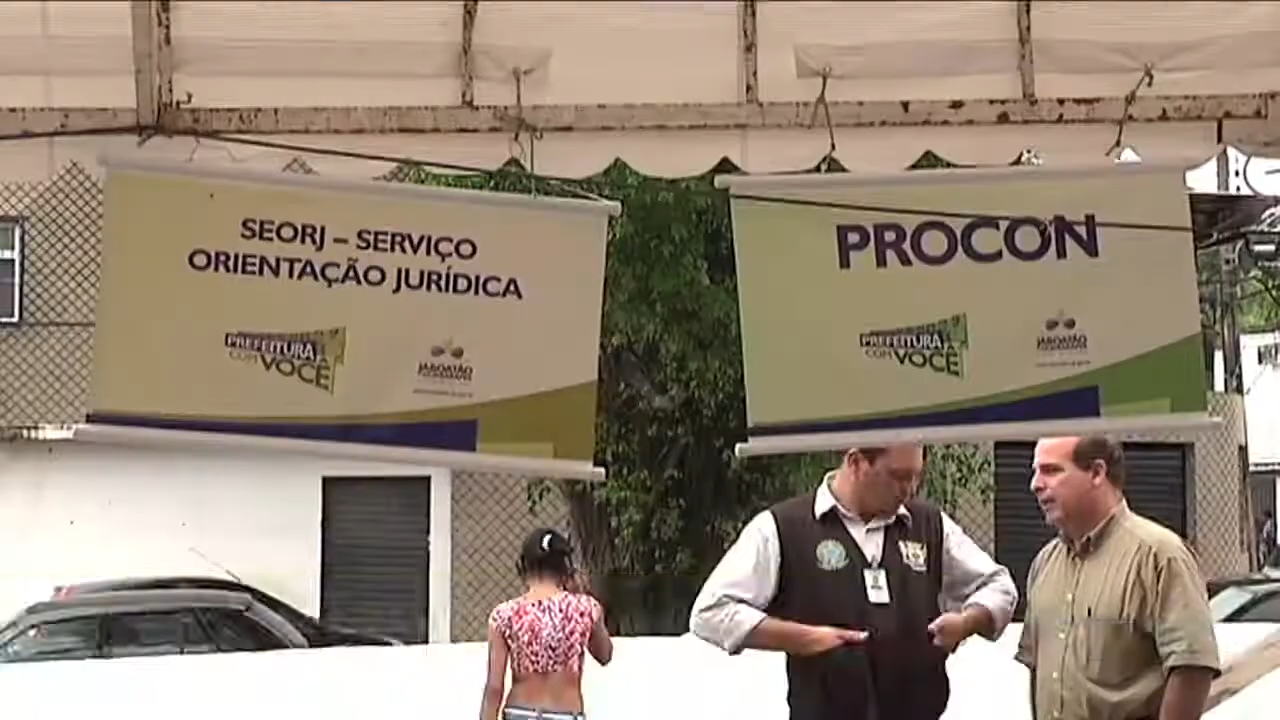 SEORJ – SERVIÇO
ORIENTAÇÃO JURÍDICA
PREFEITURA
COM VOCÊ
JABOATÃO
PROCON
PREFEITURA
COM VOCÊ
JABOATÃO